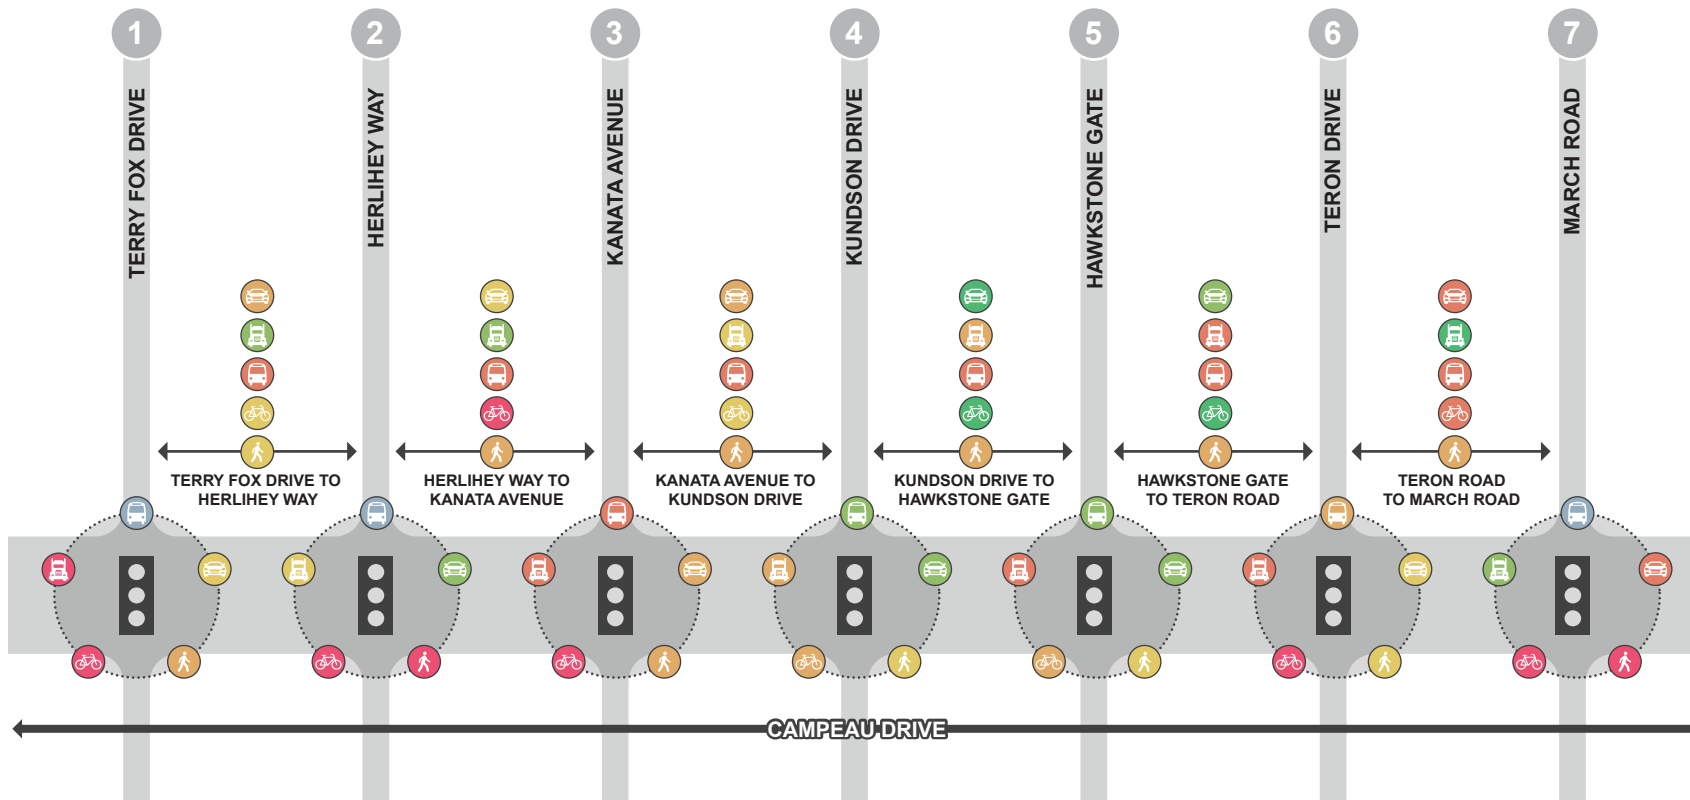 1
2
3
4
5
6
7
TERRY FOX DRIVE
HERLIHEY WAY
KANATA AVENUE
KUNDSON DRIVE
HAWKSTONE GATE
TERON DRIVE
MARCH ROAD
TERRY FOX DRIVE TO
HERLIHEY WAY
HERLIHEY WAY TO
KANATA AVENUE
KANATA AVENUE TO
KUNDSON DRIVE
KUNDSON DRIVE TO
HAWKSTONE GATE
HAWKSTONE GATE
TO TERON ROAD
TERON ROAD
TO MARCH ROAD
CAMPEAU DRIVE